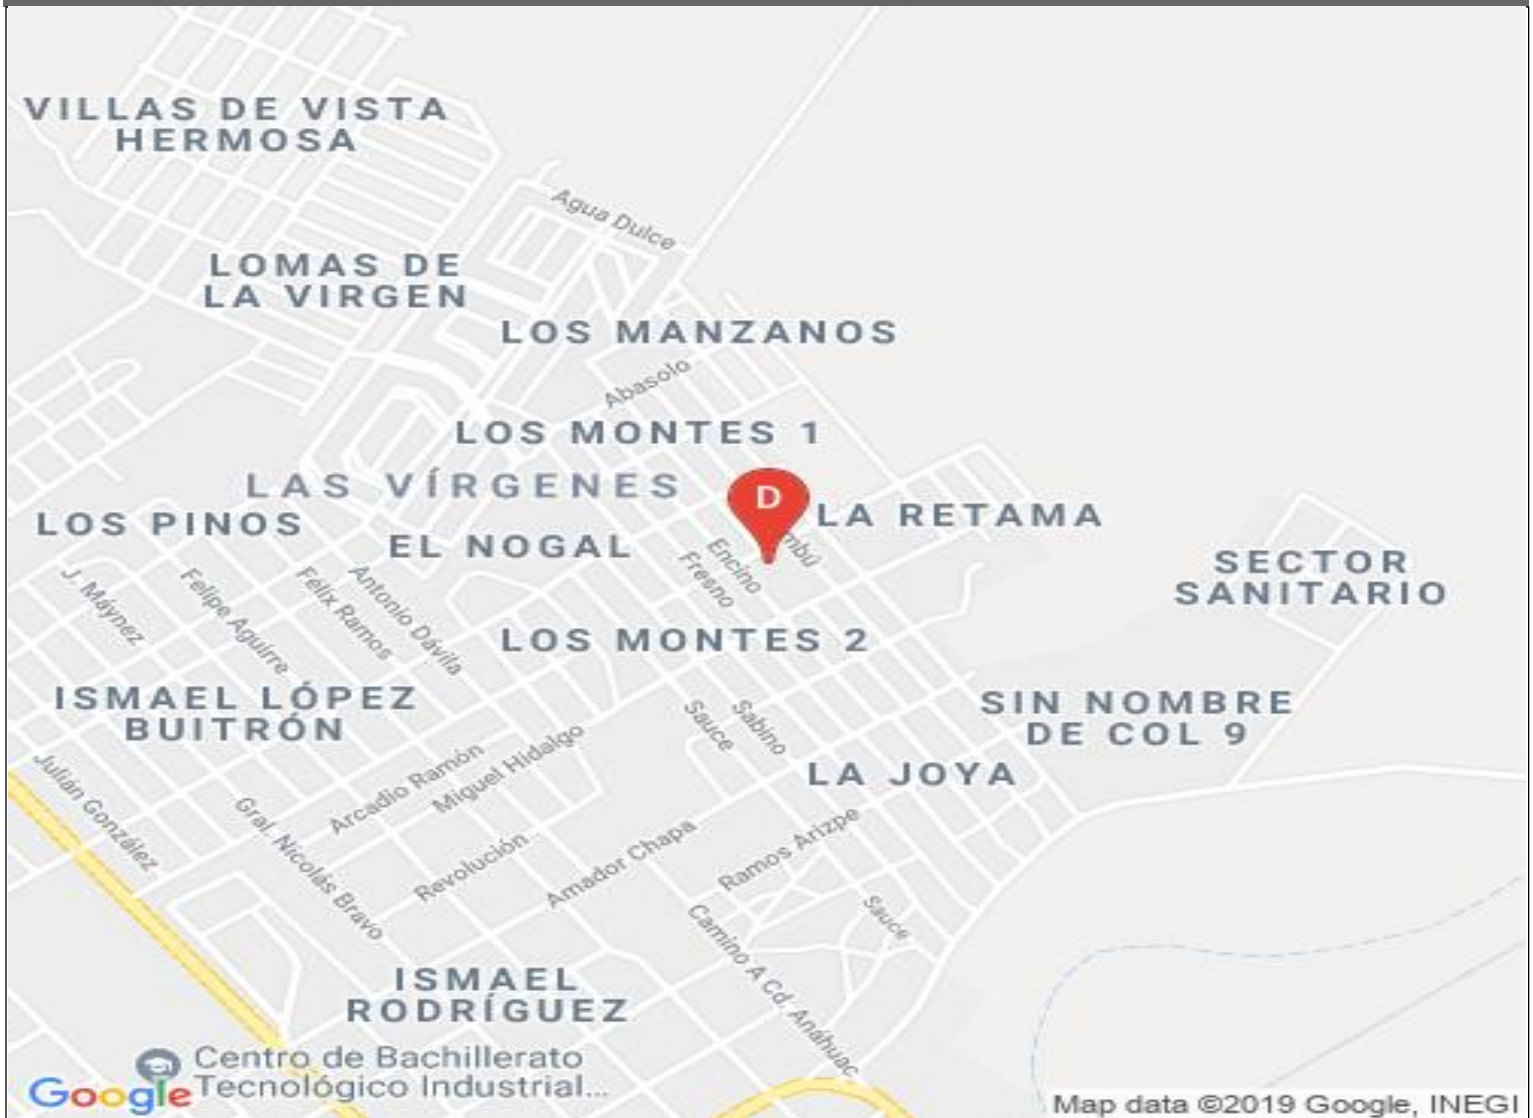 VILLAS DE VISTA
HERMOSA
Agua Dulce
LOMAS DE
LA VIRGEN
LOS MANZANOS
Abasolo
LOS MONTES 1
LAS VÍRGENES
D
LA RETAMA
LOS PINOS
EL NOGAL
mbú
Encino
Fresno
SECTOR
SANITARIO
J. Máynez
Felipe Aguirre
Félix Ramos
Antonio Dávila
LOS MONTES 2
ISMAEL LÓPEZ
BUITRÓN
Sauce
Sabino
SIN NOMBRE
DE COL 9
Julián González
Arcadio Ramón
Miguel Hidalgo
LA JOYA
Gral. Nicolás Bravo
Revolución
Amador Chapa
Ramos Arizpe
Sauce
Camino A Cd. Anáhuac
ISMAEL
RODRÍGUEZ
Centro de Bachillerato
Tecnológico Industrial...
Google
Map data ©2019 Google, INEGI